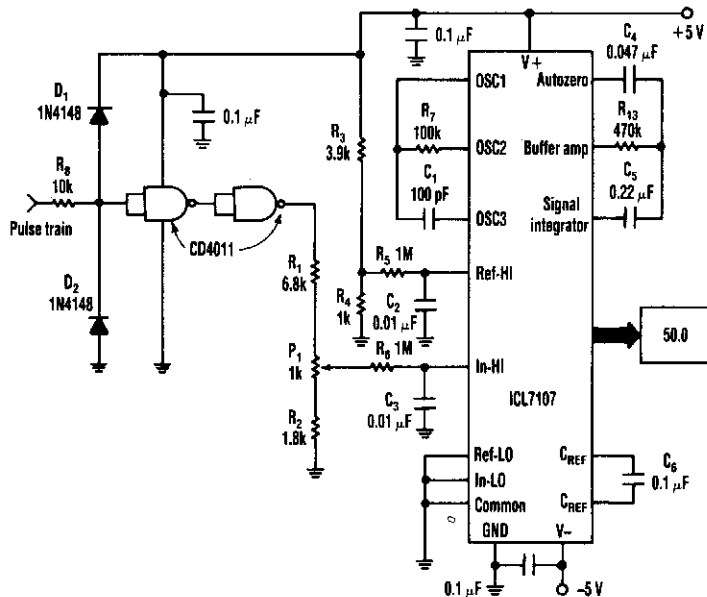 +5 V
0.1 µF
V+
C4
0.047 µF
D1
1N4148
0.1 µF
R3
3.9k
OSC1
Autozero
R7
100k
OSC2
Buffer amp
R13
470k
C1
100 pF
OSC3
C5
0.22 µF
Signal
integrator
R8
10k
Pulse train
CD4011
R1
6.8k
R5 1M
Ref-HI
R4
1k
C2
0.01 µF
D2
1N4148
P1
1k
R6 1M
In-HI
50.0
ICL7107
C3
0.01 µF
R2
1.8k
Ref-LO
In-LO
Common
CREF
C6
0.1 µF
CREF
GND
V–
0.1 µF
–5 V